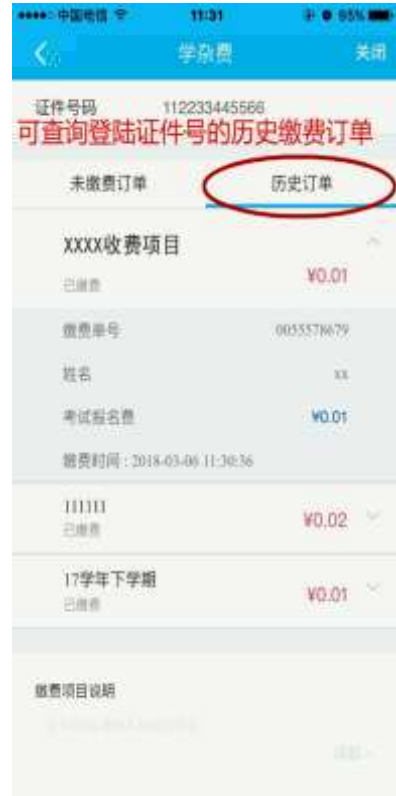 中国电信 11:31 95%
学杂费 关闭
证件号码 112233445566
可查询登陆证件号的历史缴费订单
未缴费订单 历史订单
XXXX收费项目
已缴费 ¥0.01
缴费单号 0055578679
姓名 xx
考试报名费 ¥0.01
缴费时间：2018-03-06 11:30:36
111111
已缴费 ¥0.02
17学年下学期
已缴费 ¥0.01
缴费项目说明